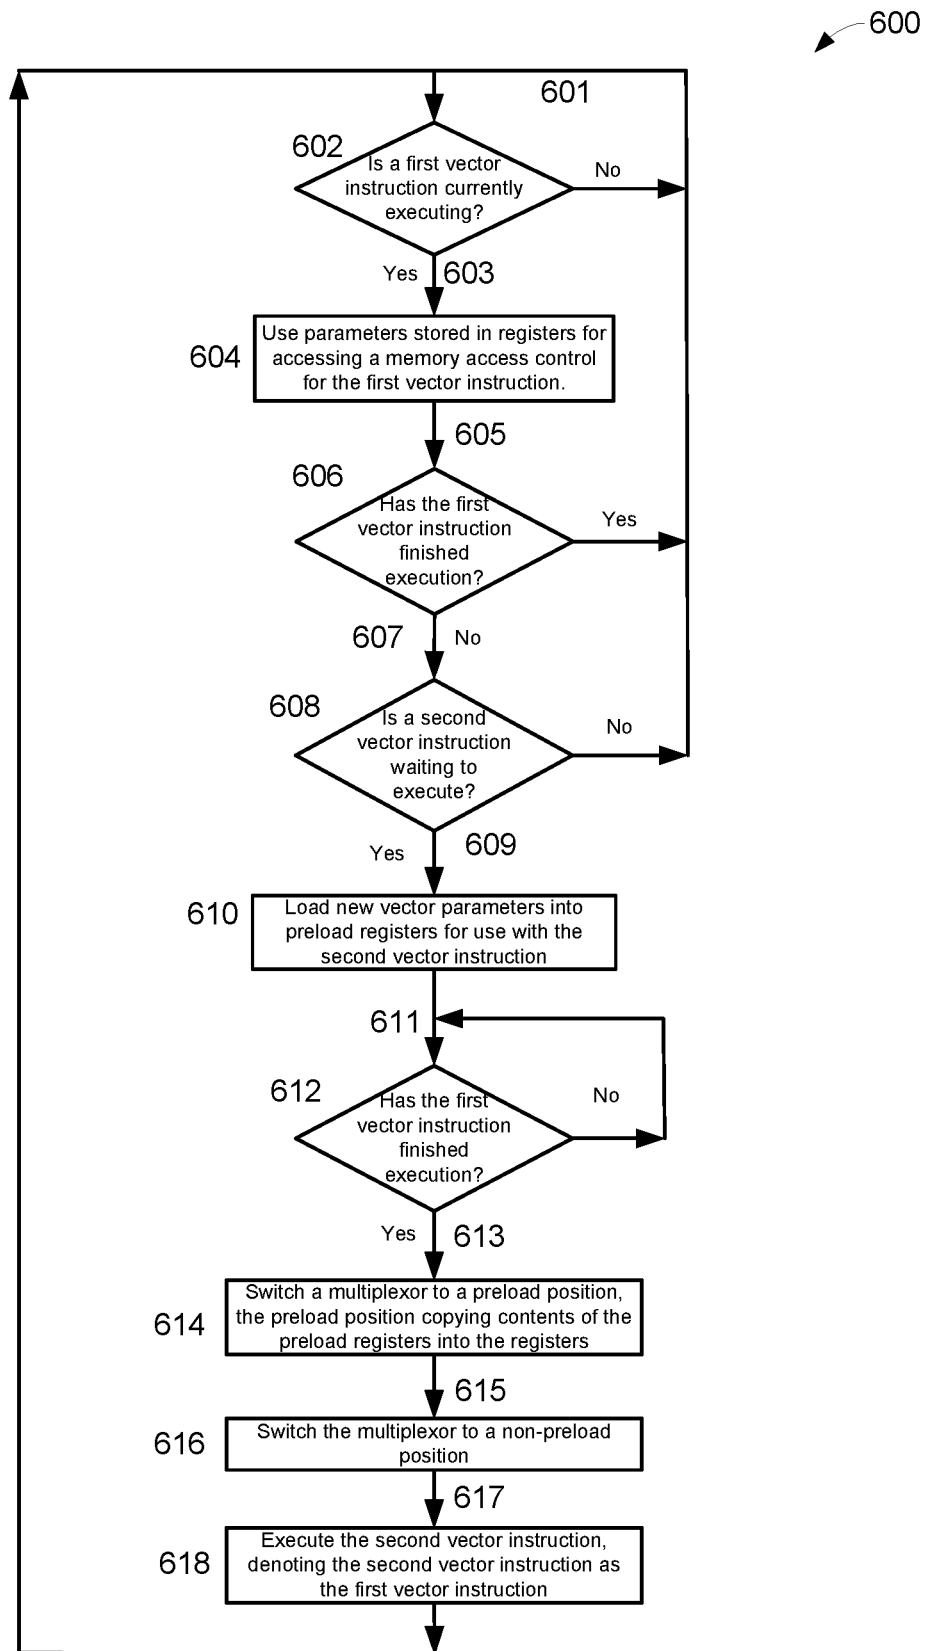 600
601
602
Is a first vector
instruction currently
executing?
No
Yes
603
604
Use parameters stored in registers for
accessing a memory access control
for the first vector instruction.
605
606
Has the first
vector instruction
finished
execution?
Yes
607
No
608
Is a second
vector instruction
waiting to
execute?
No
Yes
609
610
Load new vector parameters into
preload registers for use with the
second vector instruction
611
612
Has the first
vector instruction
finished
execution?
No
Yes
613
614
Switch a multiplexor to a preload position,
the preload position copying contents of the
preload registers into the registers
615
616
Switch the multiplexor to a non-preload
position
617
618
Execute the second vector instruction,
denoting the second vector instruction as
the first vector instruction